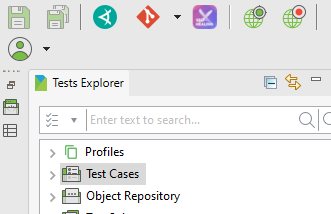 Tests Explorer
Enter text to search...
Profiles
Test Cases
Object Repository